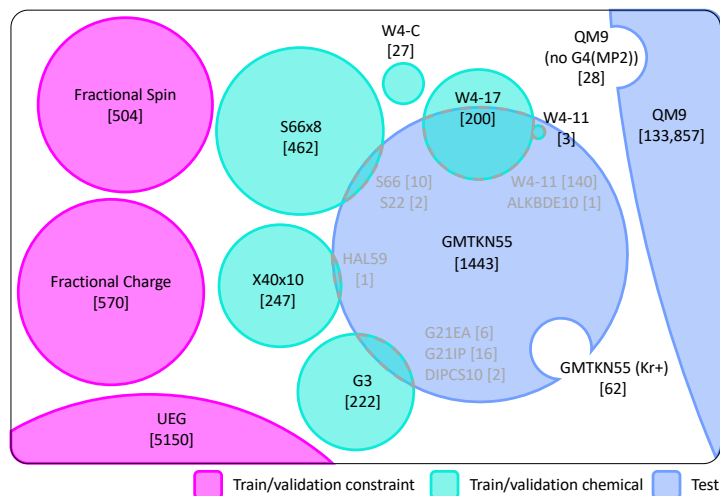 W4-C
[27]
QM9
(no G4(MP2))
[28]
Fractional Spin
[504]
S66x8
[462]
W4-17
[200]
W4-11
[3]
QM9
[133,857]
S66 [10]
S22 [2]
W4-11 [140]
ALKBDE10 [1]
GMTKN55
[1443]
HAL59
[1]
Fractional Charge
[570]
X40x10
[247]
G21EA [6]
G21IP [16]
DIPCS10 [2]
GMTKN55 (Kr+)
[62]
G3
[222]
UEG
[5150]
Train/validation constraint
Train/validation chemical
Test